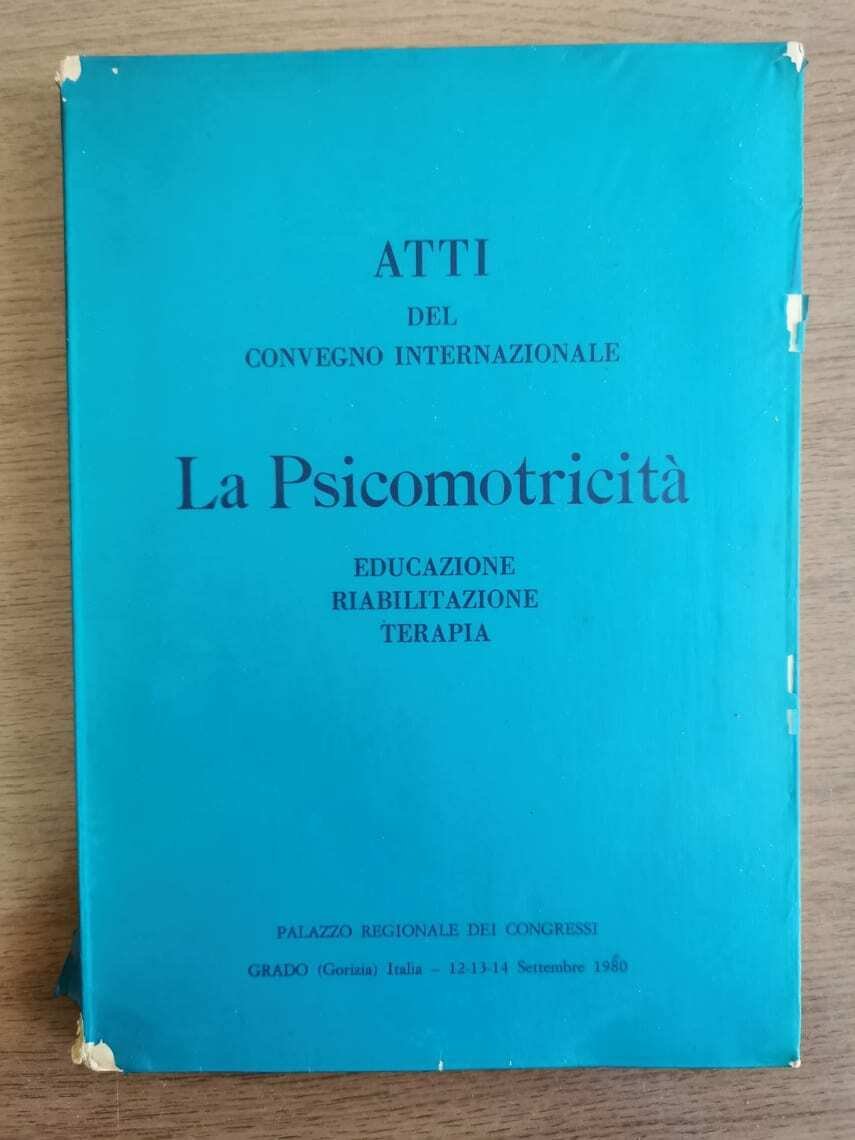 ATTI
DEL
CONVEGNO INTERNAZIONALE
La Psicomotricità
EDUCAZIONE
RIABILITAZIONE
TERAPIA
PALAZZO REGIONALE DEI CONGRESSI
GRADO (Gorizia) Italia – 12-13-14 Settembre 1980